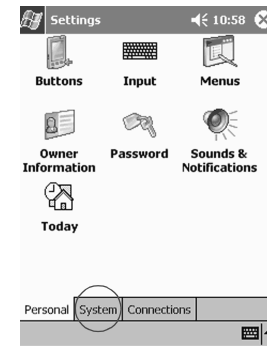 Settings 10:58
Buttons Input Menus
Owner Information Password Sounds & Notifications
Today
Personal System Connections